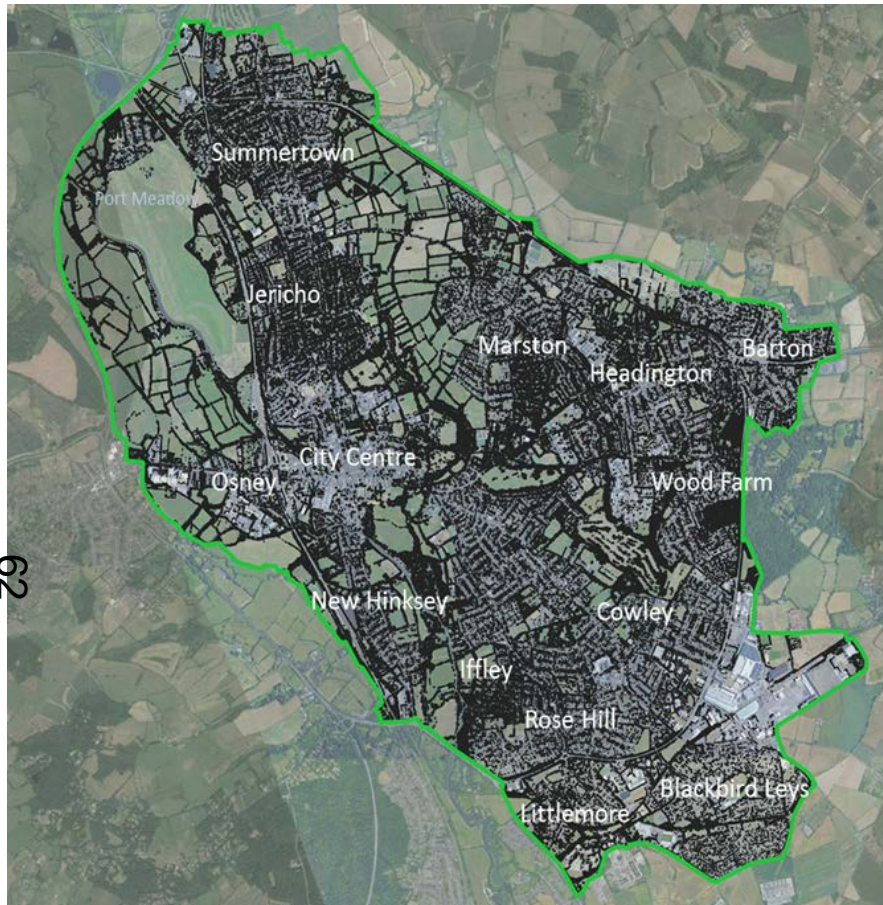 Summertown
Port Meadow
Jericho
Marston
Headington
Barton
City Centre
Osney
Wood Farm
29
New Hinksey
Cowley
Iffley
Rose Hill
Blackbird Leys
Littlemore